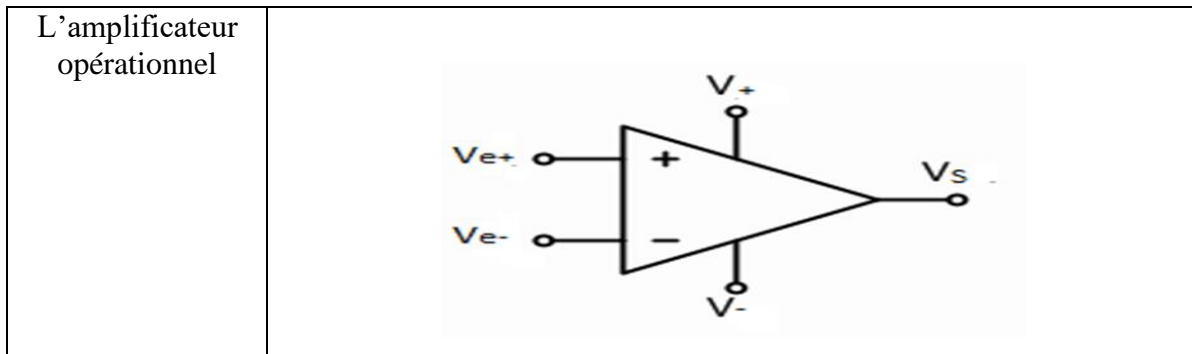 L’amplificateur
opérationnel
V+
Ve+
+
Vs
Ve-
−
V-